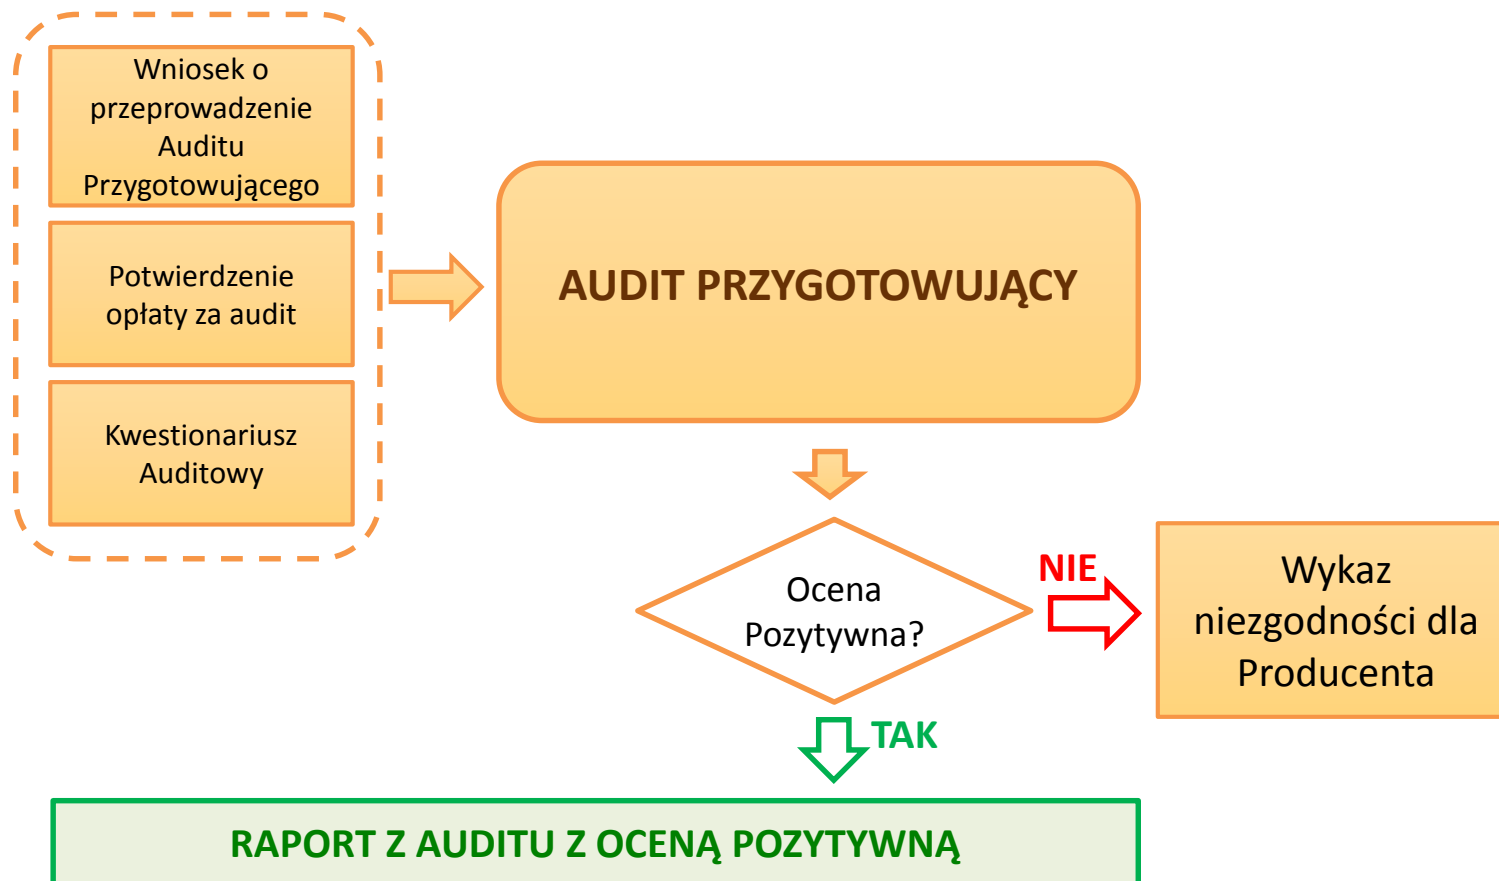 Wniosek o
przeprowadzenie
Auditu
Przygotowującego
Potwierdzenie
opłaty za audit
Kwestionariusz
Auditowy
AUDIT PRZYGOTOWUJĄCY
Ocena
Pozytywna?
NIE
Wykaz
niezgodności dla
Producenta
TAK
RAPORT Z AUDITU Z OCENĄ POZYTYWNĄ